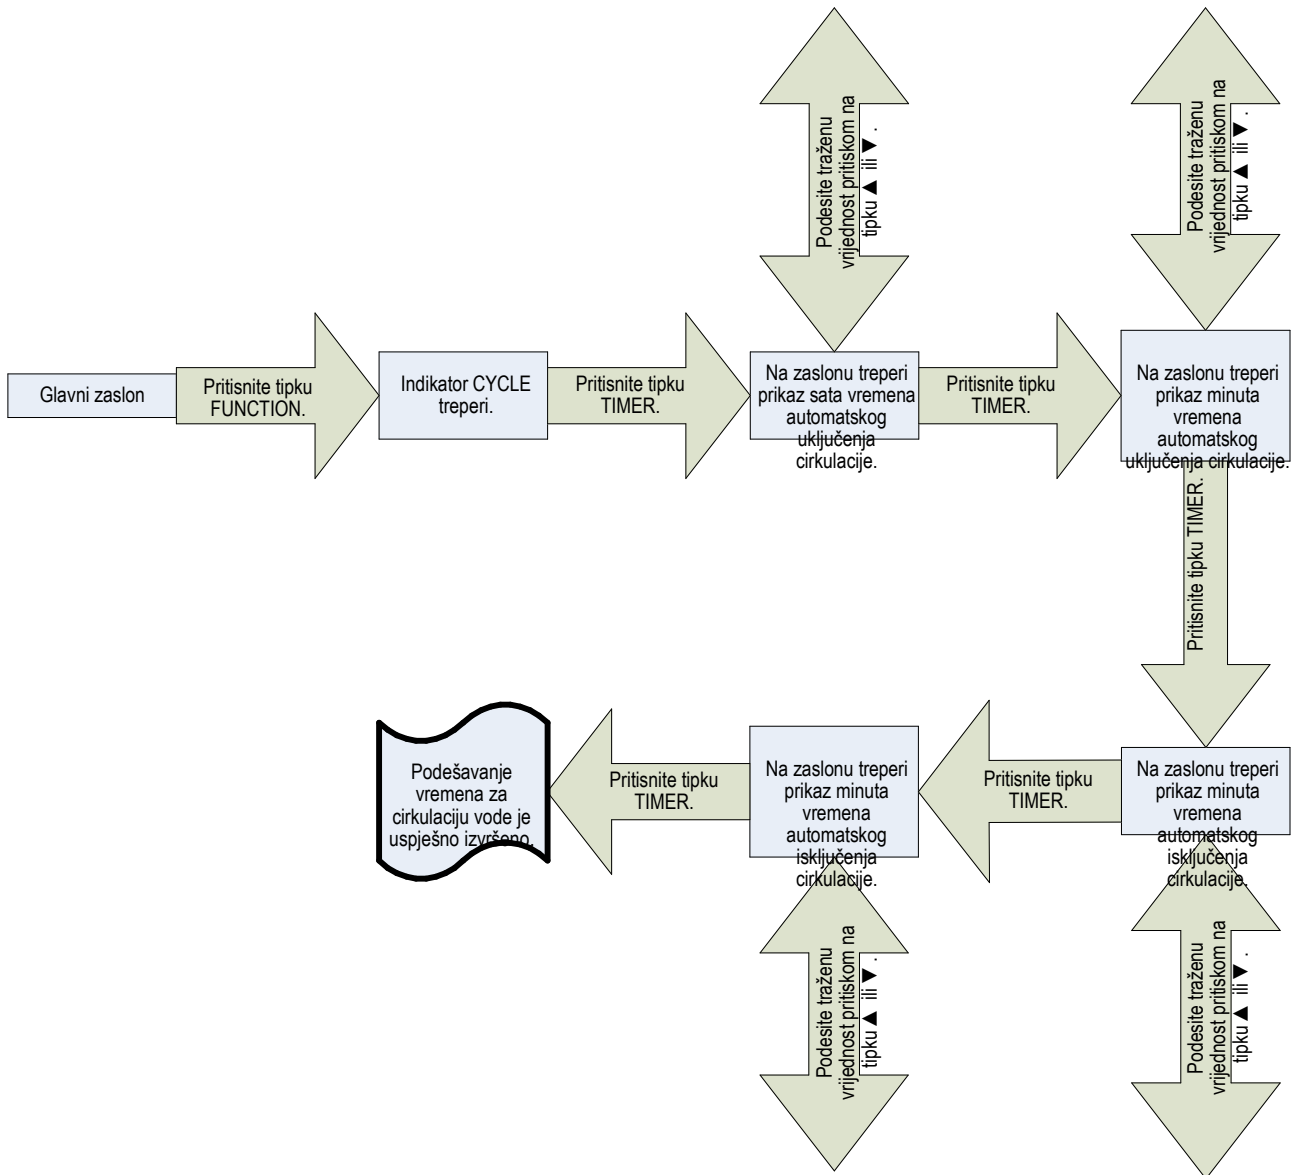 Podesite traženu
vrijednost pritiskom na
tipku ▲ ili ▼ .
Podesite traženu
vrijednost pritiskom na
tipku ▲ ili ▼ .
Glavni zaslon
Pritisnite tipku
FUNCTION.
Indikator CYCLE
treperi.
Pritisnite tipku
TIMER.
Na zaslonu treperi
prikaz sata vremena
automatskog
uključenja
cirkulacije.
Pritisnite tipku
TIMER.
Na zaslonu treperi
prikaz minuta
vremena
automatskog
uključenja cirkulacije.
Pritisnite tipku TIMER.
Na zaslonu treperi
prikaz minuta
vremena
automatskog
isključenja
cirkulacije.
Pritisnite tipku
TIMER.
Na zaslonu treperi
prikaz minuta
vremena
automatskog
isključenja
cirkulacije.
Pritisnite tipku
TIMER.
Podešavanje
vremena za
cirkulaciju vode je
uspješno izvršeno.
Podesite traženu
vrijednost pritiskom na
tipku ▲ ili ▼ .
Podesite traženu
vrijednost pritiskom na
tipku ▲ ili ▼ .